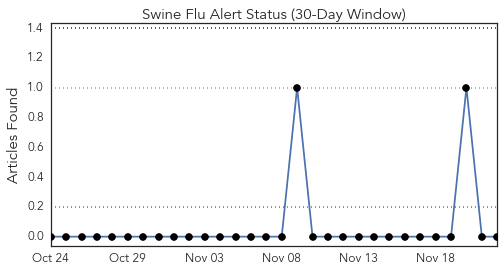 Swine Flu Alert Status (30-Day Window)
Articles Found
1.4
1.2
1.0
0.8
0.6
0.4
0.2
0.0
Oct 24 Oct 29 Nov 03 Nov 08 Nov 13 Nov 18